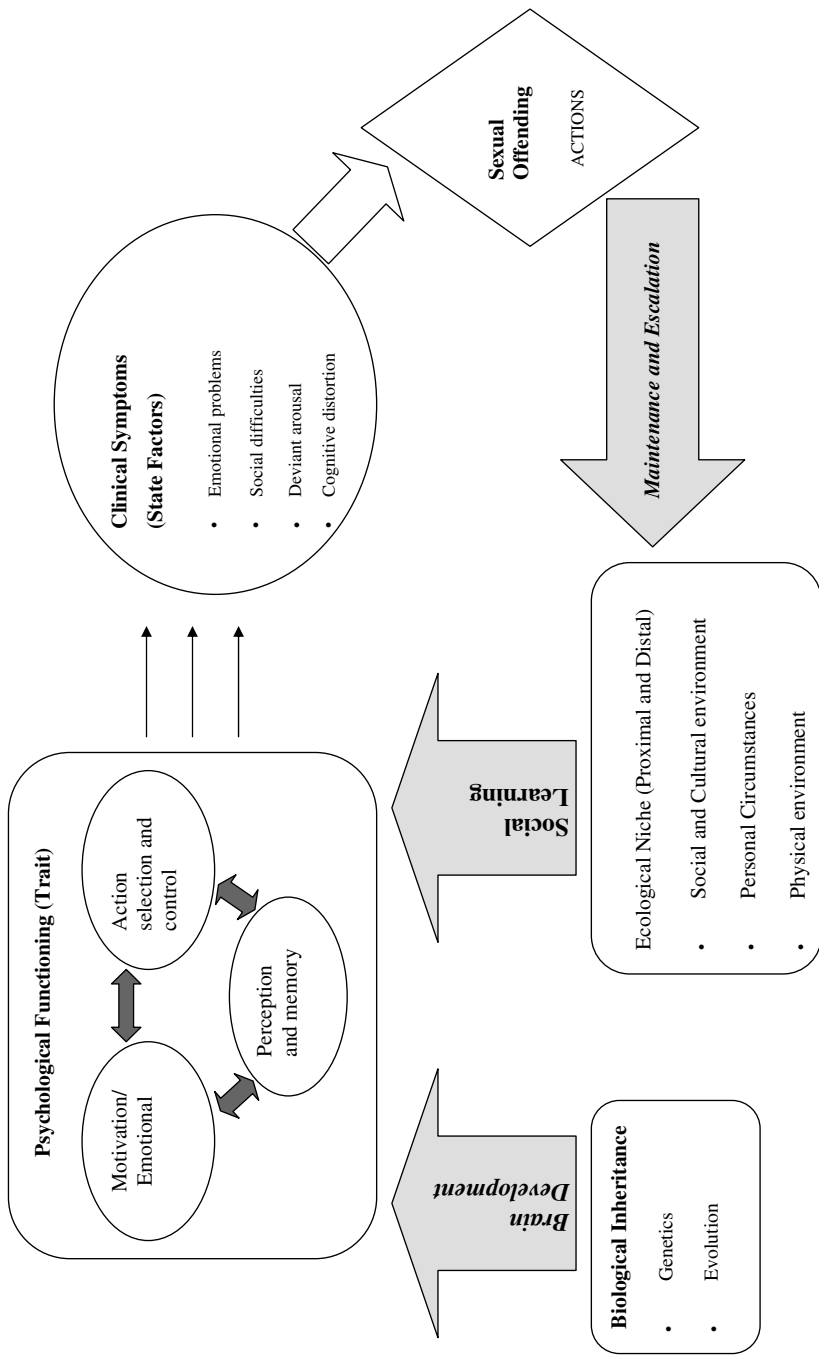 Psychological Functioning (Trait)
Motivation/
Emotional
Action
selection and
control
Perception
and memory
Clinical Symptoms
(State Factors)
• Emotional problems
• Social difficulties
• Deviant arousal
• Cognitive distortion
Sexual
Offending
ACTIONS
Brain
Development
Social
Learning
Maintenance and Escalation
Biological Inheritance
• Genetics
• Evolution
Ecological Niche (Proximal and Distal)
• Social and Cultural environment
• Personal Circumstances
• Physical environment